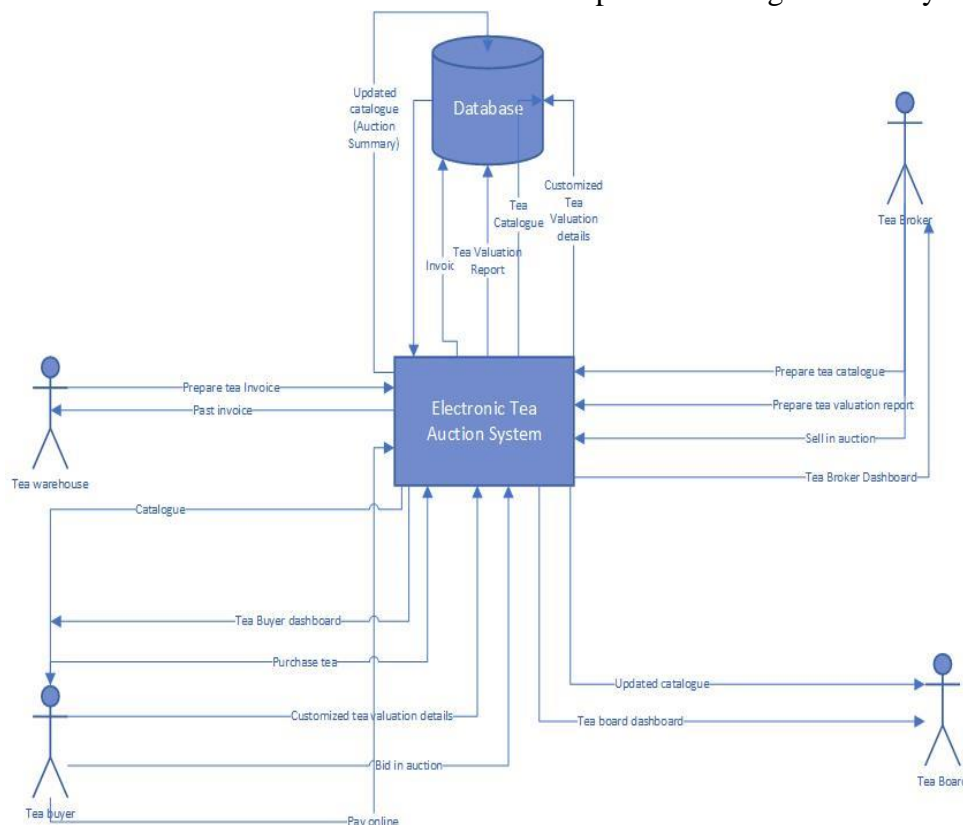 Updated
catalogue
(Auction
Summary)
Database
Tea
Catalogue
Customized
Tea
Valuation
details
Tea Valuation
Report
Tea Broker
Prepare tea Invoice
Past invoice
Electronic Tea
Auction System
Prepare tea catalogue
Prepare tea valuation report
Sell in auction
Tea Broker Dashboard
Tea warehouse
Catalogue
Tea Buyer dashboard
Purchase tea
Customized tea valuation details
Bid in auction
Tea buyer
Pay online
Updated catalogue
Tea board dashboard
Tea Board